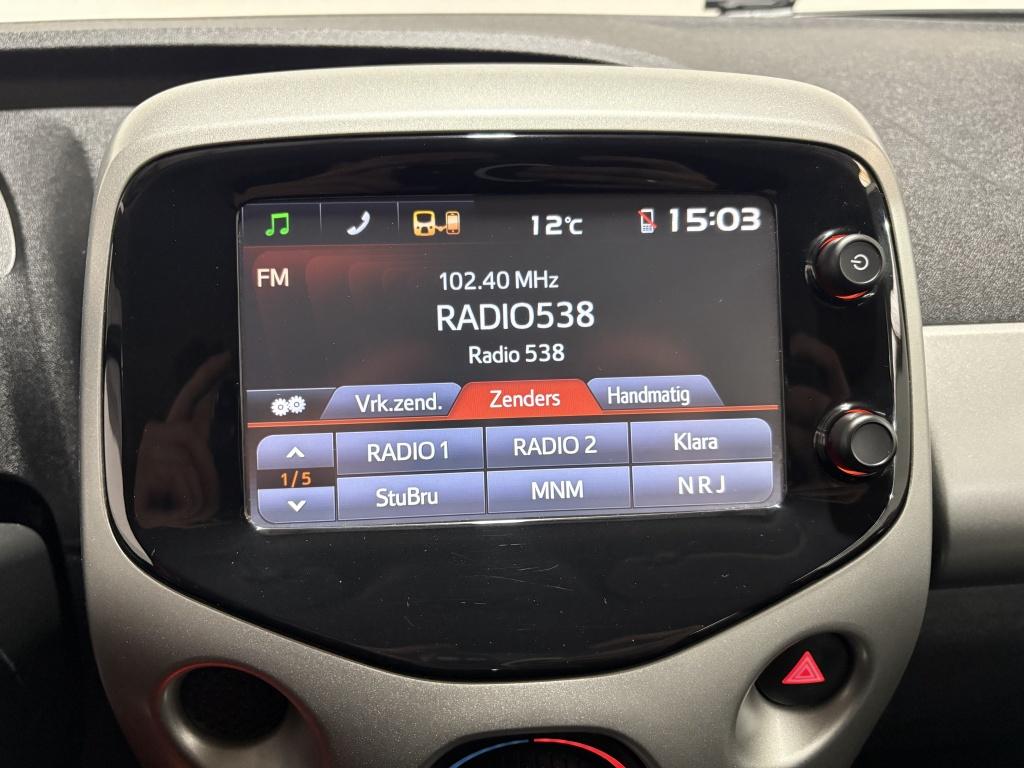 12°C 15:03
FM
102.40 MHz
RADIO538
Radio 538
Vrk.zend. Zenders Handmatig
RADIO 1 RADIO 2 Klara
1/5
StuBru MNM NRJ